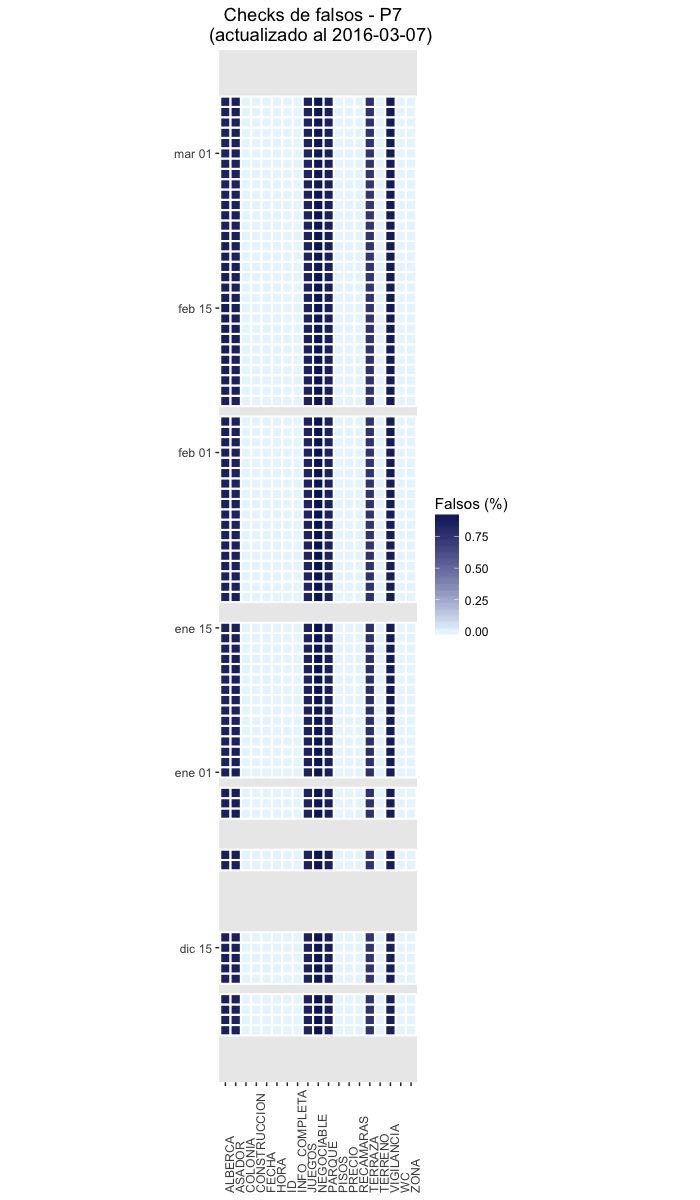 Checks de falsos - P7
(actualizado al 2016-03-07)
mar 01
feb 15
feb 01
ene 15
ene 01
dic 15
Falsos (%)
0.75
0.50
0.25
0.00
ALBERCA
ASADOR
COLONIA
CONSTRUCCION
FECHA
HORA
ID
INFO_COMPLETA
JUEGOS
NEGOCIABLE
PARQUE
PISOS
PRECIO
RECAMARAS
TERRAZA
TERRENO
VIGILANCIA
WC
ZONA